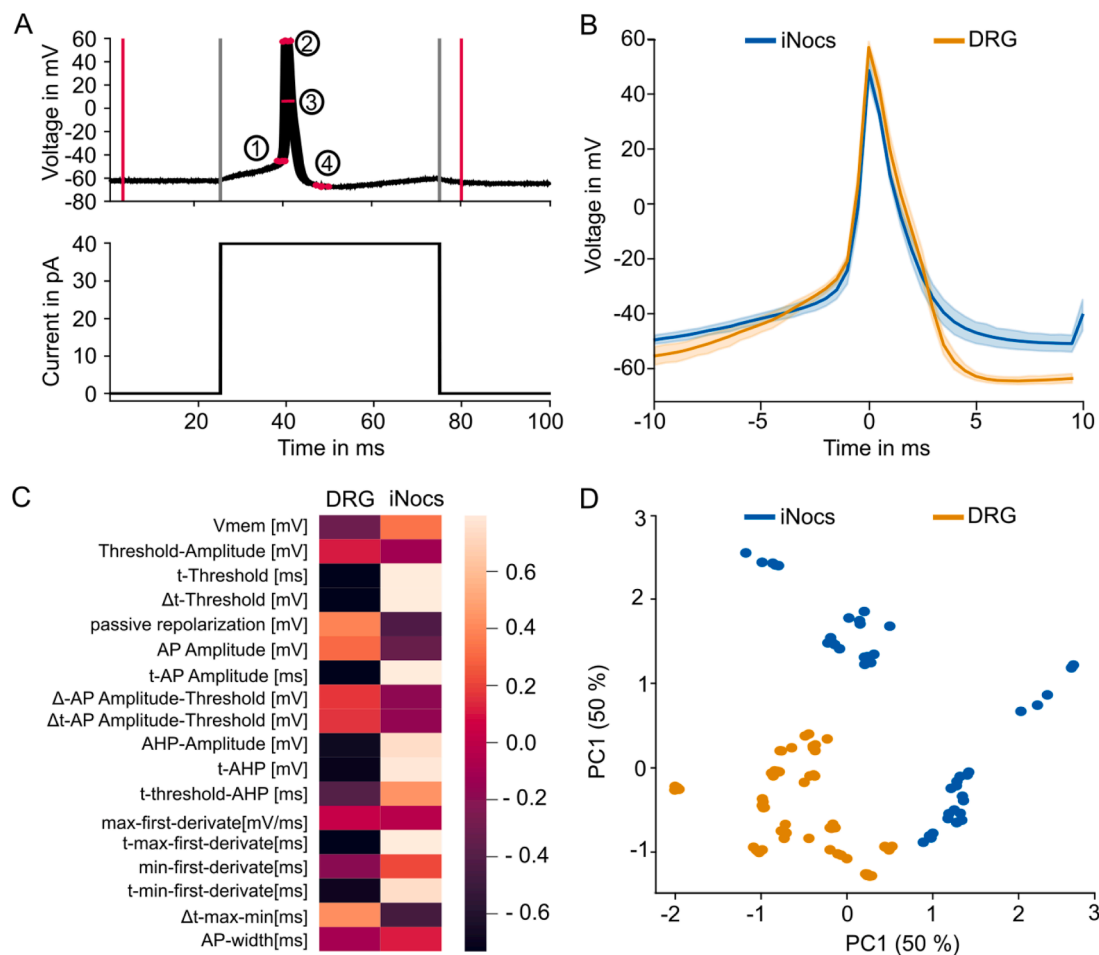 A
Voltage in mV
60
40
20
0
-20
-40
-60
-80
① ② ③ ④
Current in pA
40
30
20
10
0
20 40 60 80 100
Time in ms
B
iNocs DRG
Voltage in mV
60
20
0
-20
-40
-60
-10 -5 0 5 10
Time in ms
C
DRG iNocs
Vmem [mV]
Threshold-Amplitude [mV]
t-Threshold [ms]
Δt-Threshold [mV]
passive repolarization [mV]
AP Amplitude [mV]
t-AP Amplitude [ms]
Δ-AP Amplitude-Threshold [mV]
Δt-AP Amplitude-Threshold [mV]
AHP-Amplitude [mV]
t-AHP [mV]
t-threshold-AHP [ms]
max-first-derivate[mV/ms]
t-max-first-derivate[ms]
min-first-derivate[ms]
t-min-first-derivate[ms]
Δt-max-min[ms]
AP-width[ms]
0.6
0.4
0.2
0.0
- 0.2
- 0.4
- 0.6
D
iNocs DRG
PC1 (50 %)
3
2
1
0
-1
-2 -1 0 1 2 3
PC1 (50 %)